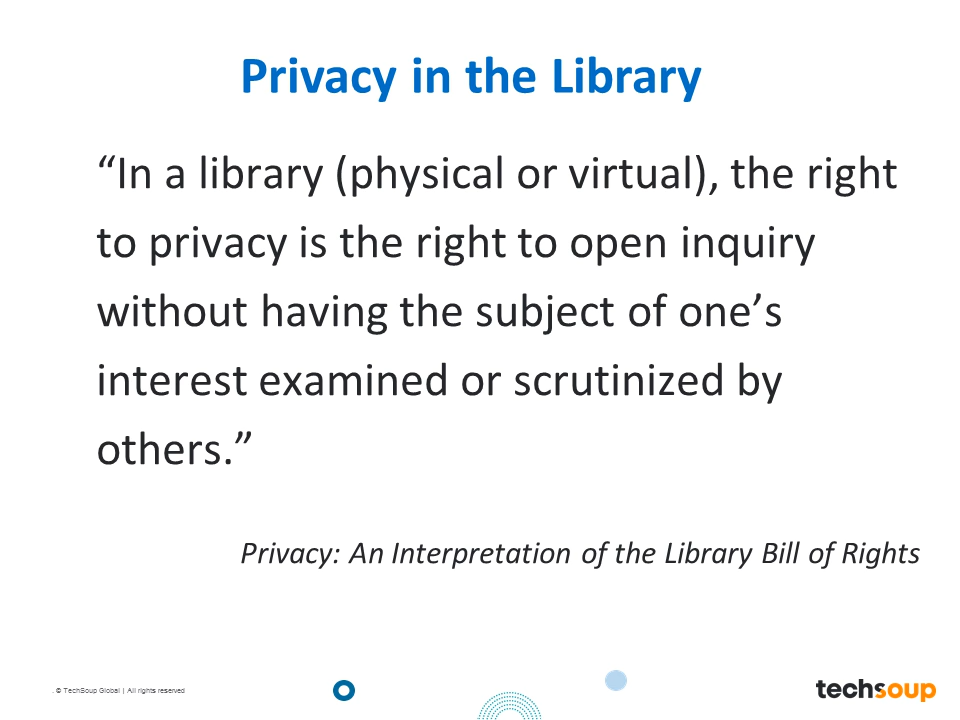 Privacy in the Library
“In a library (physical or virtual), the right
to privacy is the right to open inquiry
without having the subject of one’s
interest examined or scrutinized by
others.”
Privacy: An Interpretation of the Library Bill of Rights
. © TechSoup Global | All rights reserved
techsoup